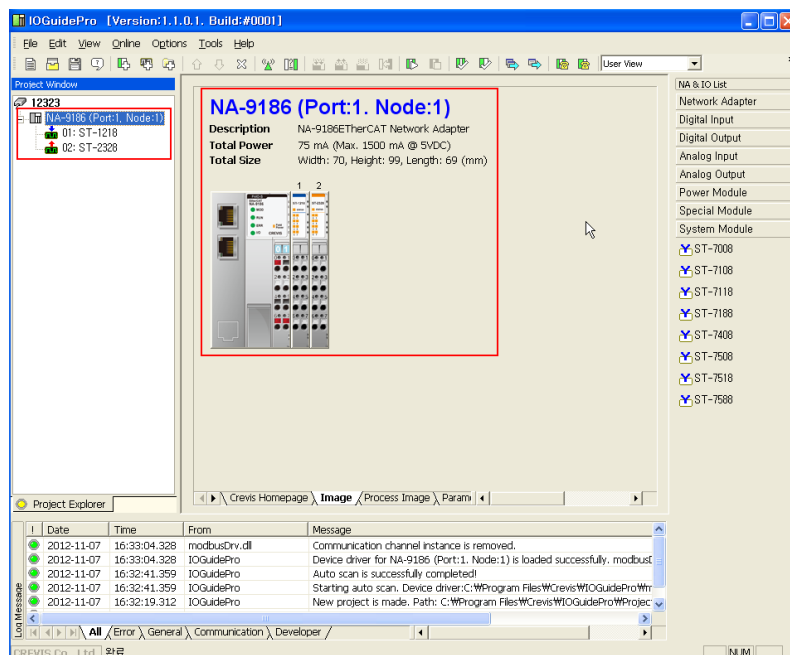 IOGuidePro [Version:1.1.0.1. Build:#0001]
File Edit View Online Options Tools Help
User View
Project Window
12323
NA-9186 (Port:1. Node:1)
01: ST-1218
02: ST-2328
Project Explorer
NA-9186 (Port:1. Node:1)
Description NA-9186ETherCAT Network Adapter
Total Power 75 mA (Max. 1500 mA @ 5VDC)
Total Size Width: 70, Height: 99, Length: 69 (mm)
1 2
Crevis Homepage Image Process Image Param
NA & IO List
Network Adapter
Digital Input
Digital Output
Analog Input
Analog Output
Power Module
Special Module
System Module
ST-7008
ST-7108
ST-7118
ST-7188
ST-7408
ST-7508
ST-7518
ST-7588
Log Message
! Date Time From Message
2012-11-07 16:33:04.328 modbusDrv.dll Communication channel instance is removed.
2012-11-07 16:33:04.328 IOGuidePro Device driver for NA-9186 (Port:1. Node:1) is loaded successfully. modbusD
2012-11-07 16:32:41.359 IOGuidePro Auto scan is successfully completed!
2012-11-07 16:32:41.359 IOGuidePro Starting auto scan. Device driver:C:₩Program Files₩Crevis₩IOGuidePro₩m
2012-11-07 16:32:19.312 IOGuidePro New project is made. Path: C:₩Program Files₩Crevis₩IOGuidePro₩Projec
All Error General Communication Developer
CREVIS Co., Ltd. 완료 NUM